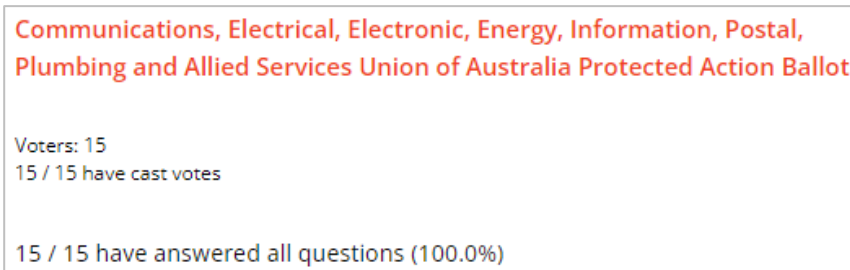 Communications, Electrical, Electronic, Energy, Information, Postal,
Plumbing and Allied Services Union of Australia Protected Action Ballot
Voters: 15
15 / 15 have cast votes
15 / 15 have answered all questions (100.0%)